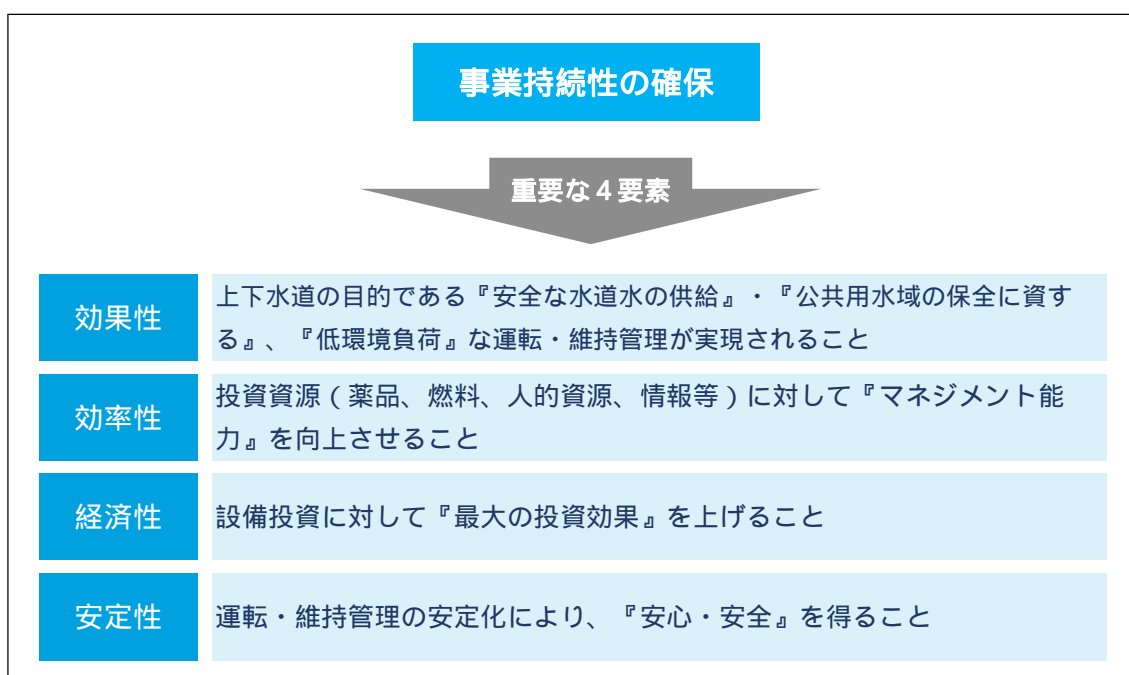 事業持続性の確保
重要な４要素
効果性
上下水道の目的である『安全な水道水の供給』・『公共用水域の保全に資す
る』、『低環境負荷』な運転・維持管理が実現されること
効率性
投資資源（薬品、燃料、人的資源、情報等）に対して『マネジメント能
力』を向上させること
経済性
設備投資に対して『最大の投資効果』を上げること
安定性
運転・維持管理の安定化により、『安心・安全』を得ること